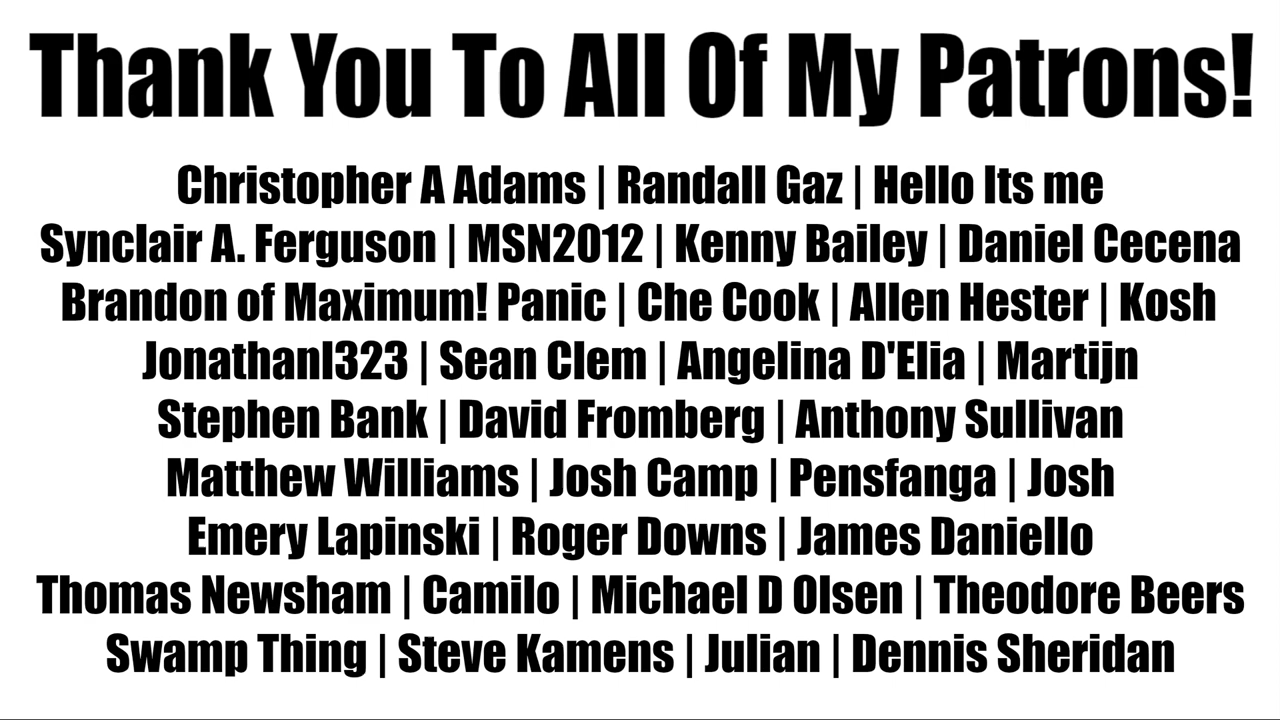 Thank You To All Of My Patrons!
Christopher A Adams | Randall Gaz | Hello Its me
Synclair A. Ferguson | MSN2012 | Kenny Bailey | Daniel Cecena
Brandon of Maximum! Panic | Che Cook | Allen Hester | Kosh
Jonathanl323 | Sean Clem | Angelina D'Elia | Martijn
Stephen Bank | David Fromberg | Anthony Sullivan
Matthew Williams | Josh Camp | Pensfanga | Josh
Emery Lapinski | Roger Downs | James Daniello
Thomas Newsham | Camilo | Michael D Olsen | Theodore Beers
Swamp Thing | Steve Kamens | Julian | Dennis Sheridan